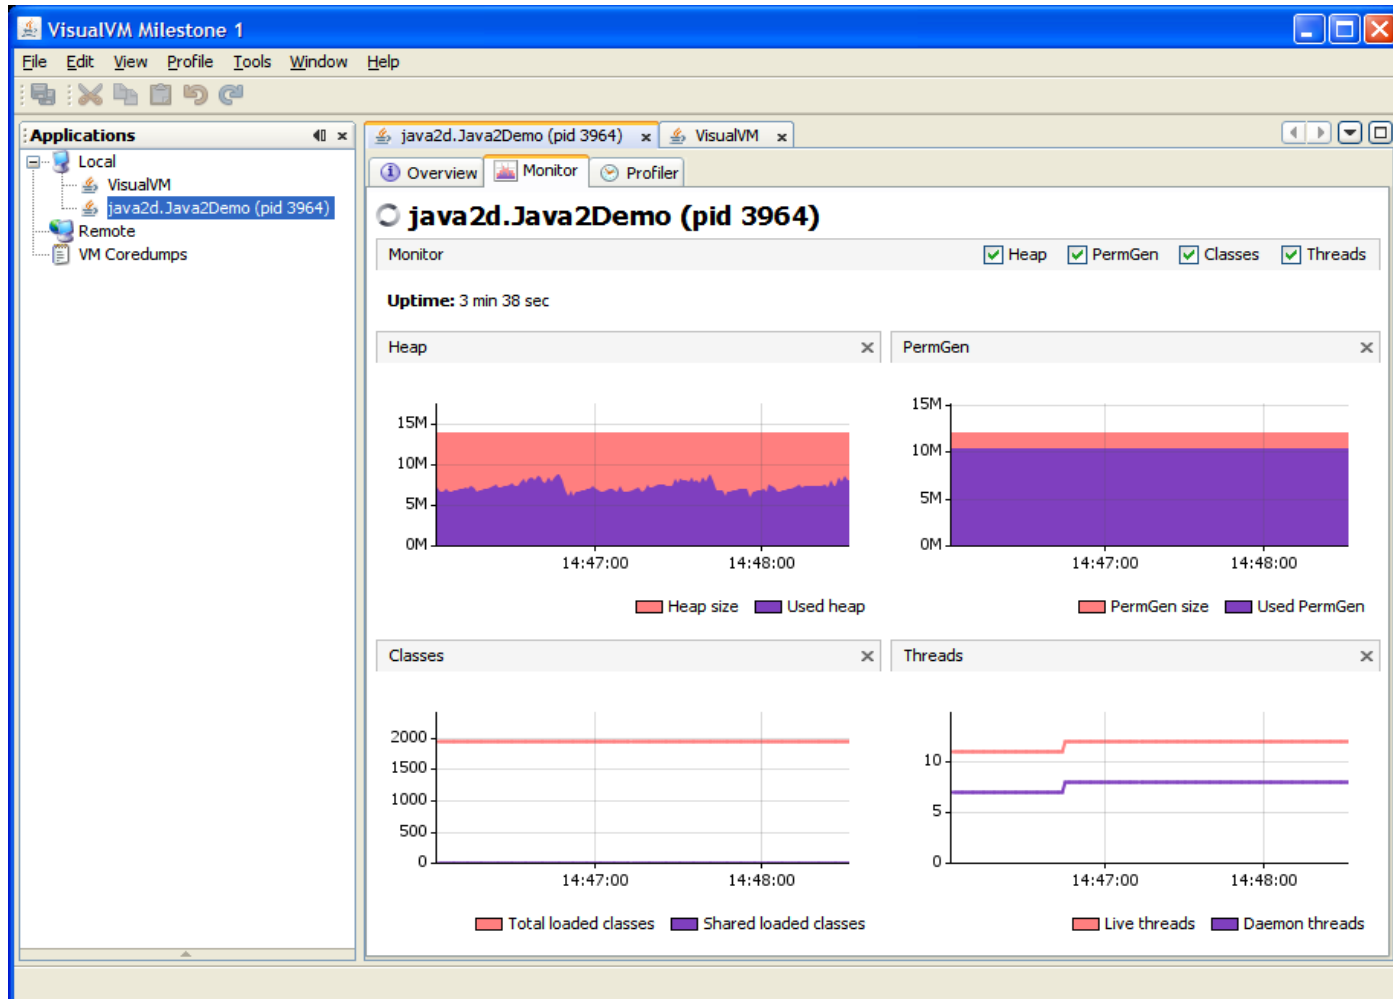 VisualVM Milestone 1
File Edit View Profile Tools Window Help
Applications
Local
VisualVM
java2d.Java2Demo (pid 3964)
Remote
VM Coredumps
java2d.Java2Demo (pid 3964) VisualVM
Overview Monitor Profiler
java2d.Java2Demo (pid 3964)
Monitor Heap PermGen Classes Threads
Uptime: 3 min 38 sec
Heap
15M
10M
5M
0M
14:47:00 14:48:00
Heap size Used heap
PermGen
15M
10M
5M
0M
14:47:00 14:48:00
PermGen size Used PermGen
Classes
2000
1500
1000
500
0
14:47:00 14:48:00
Total loaded classes Shared loaded classes
Threads
10
5
0
14:47:00 14:48:00
Live threads Daemon threads